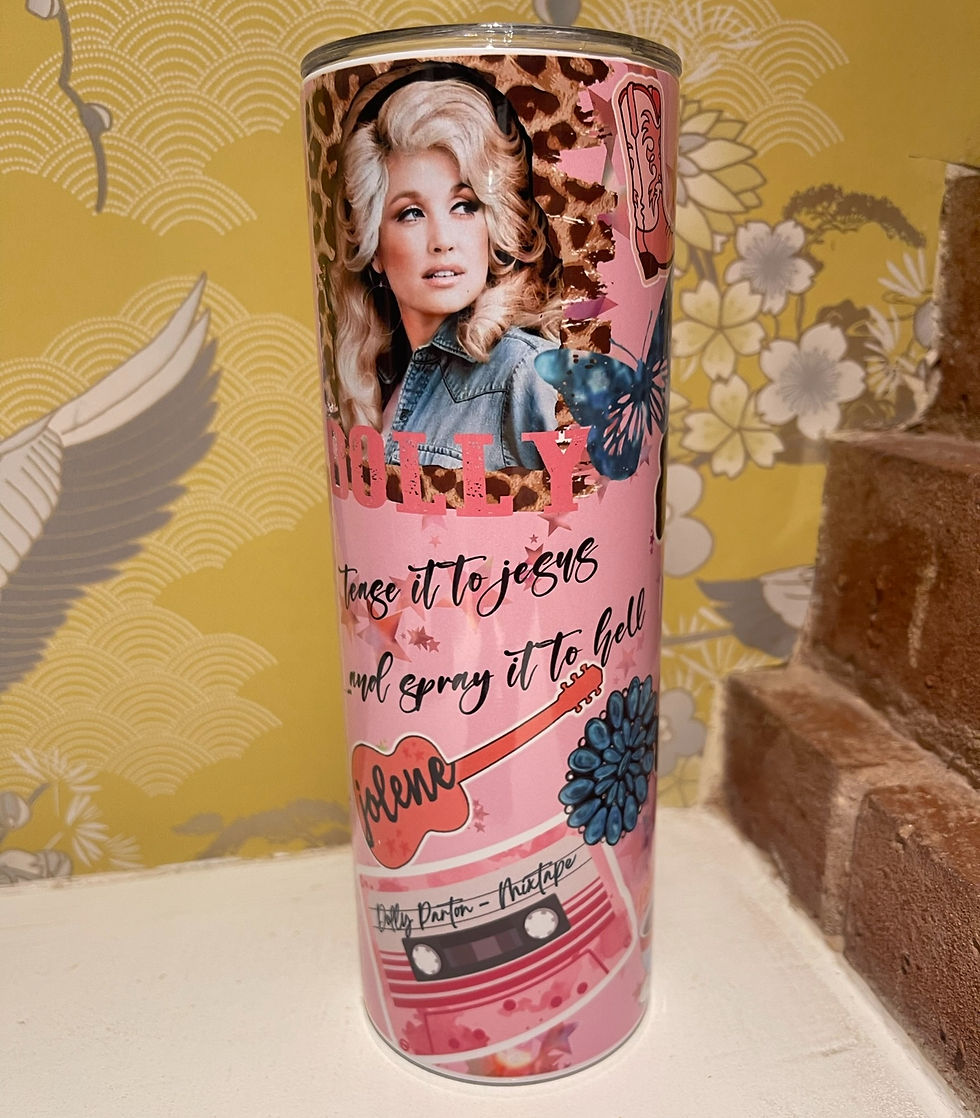 DOLLY
tease it to jesus
and spray it to hell
jolene
Dolly Parton - Mixtape